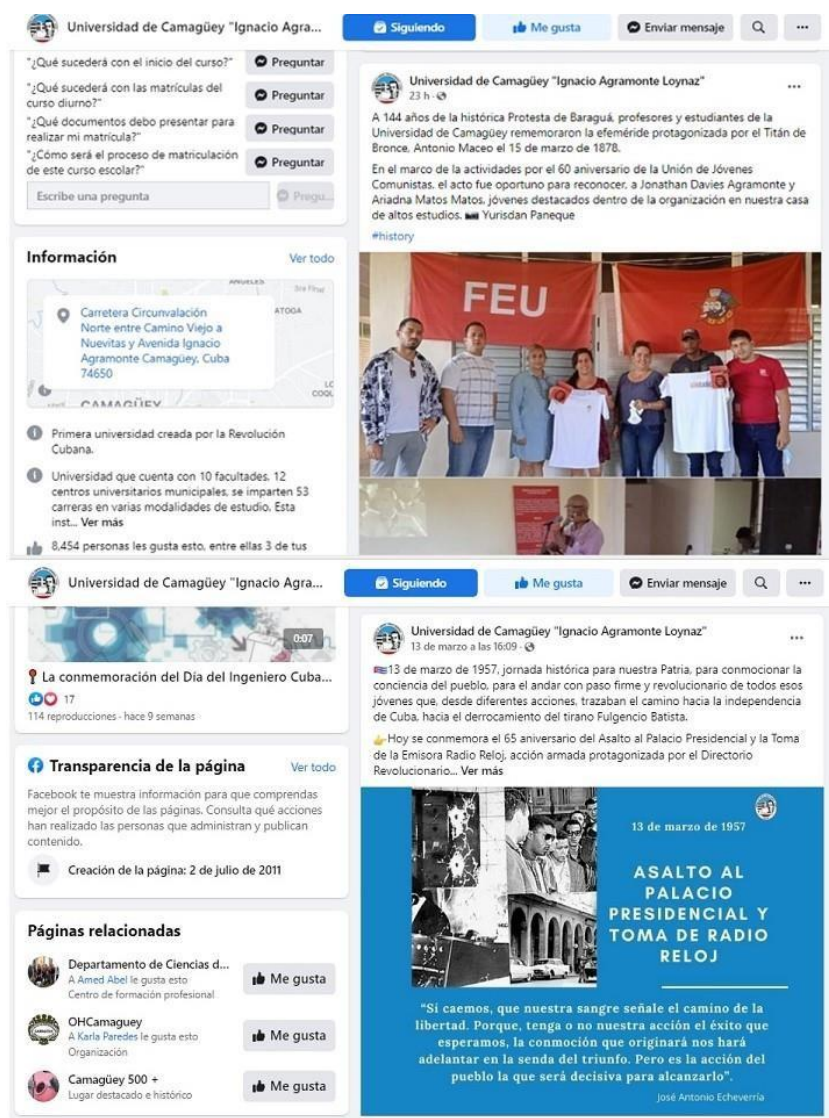 Universidad de Camagüey "Ignacio Agra...
Siguiendo
Me gusta
Enviar mensaje
"¿Qué sucederá con el inicio del curso?"
Preguntar
"¿Qué sucederá con las matrículas del
curso diurno?"
Preguntar
"¿Qué documentos debo presentar para
realizar mi matrícula?"
Preguntar
"¿Cómo será el proceso de matriculación
de este curso escolar?"
Preguntar
Escribe una pregunta
Pregu...
Información
Ver todo
Carretera Circunvalación
Norte entre Camino Viejo a
Nuevitas y Avenida Ignacio
Agramonte Camagüey, Cuba
74650
CAMAGÜEY
Primera universidad creada por la Revolución
Cubana.
Universidad que cuenta con 10 facultades, 12
centros universitarios municipales, se imparten 53
carreras en varias modalidades de estudio. Esta
inst... Ver más
8,454 personas les gusta esto, entre ellas 3 de tus
Universidad de Camagüey "Ignacio Agramonte Loynaz"
23 h
A 144 años de la histórica Protesta de Baraguá, profesores y estudiantes de la
Universidad de Camagüey rememoraron la efeméride protagonizada por el Titán de
Bronce, Antonio Maceo el 15 de marzo de 1878.
En el marco de la actividades por el 60 aniversario de la Unión de Jóvenes
Comunistas, el acto fue oportuno para reconocer, a Jonathan Davies Agramonte y
Ariadna Matos Matos, jóvenes destacados dentro de la organización en nuestra casa
de altos estudios. 📷 Yurisdan Paneque
#history
FEU
Universidad de Camagüey "Ignacio Agra...
Siguiendo
Me gusta
Enviar mensaje
0:07
La conmemoración del Día del Ingeniero Cuba...
17
114 reproducciones · hace 9 semanas
Transparencia de la página
Ver todo
Facebook te muestra información para que comprendas
mejor el propósito de las páginas. Consulta qué acciones
han realizado las personas que administran y publican
contenido.
Creación de la página: 2 de julio de 2011
Páginas relacionadas
Departamento de Ciencias d...
A Amed Abel le gusta esto
Centro de formación profesional
Me gusta
OHCamaguey
A Karla Paredes le gusta esto
Organización
Me gusta
Camagüey 500 +
Lugar destacado e histórico
Me gusta
Universidad de Camagüey "Ignacio Agramonte Loynaz"
13 de marzo a las 16:09
13 de marzo de 1957, jornada histórica para nuestra Patria, para conmocionar la
conciencia del pueblo, para el andar con paso firme y revolucionario de todos esos
jóvenes que, desde diferentes acciones, trazaban el camino hacia la independencia
de Cuba, hacia el derrocamiento del tirano Fulgencio Batista.
Hoy se conmemora el 65 aniversario del Asalto al Palacio Presidencial y la Toma
de la Emisora Radio Reloj, acción armada protagonizada por el Directorio
Revolucionario... Ver más
13 de marzo de 1957
ASALTO AL
PALACIO
PRESIDENCIAL Y
TOMA DE RADIO
RELOJ
"Si caemos, que nuestra sangre señale el camino de la
libertad. Porque, tenga o no nuestra acción el éxito que
esperamos, la conmoción que originará nos hará
adelantar en la senda del triunfo. Pero es la acción del
pueblo la que será decisiva para alcanzarlo".
José Antonio Echeverría